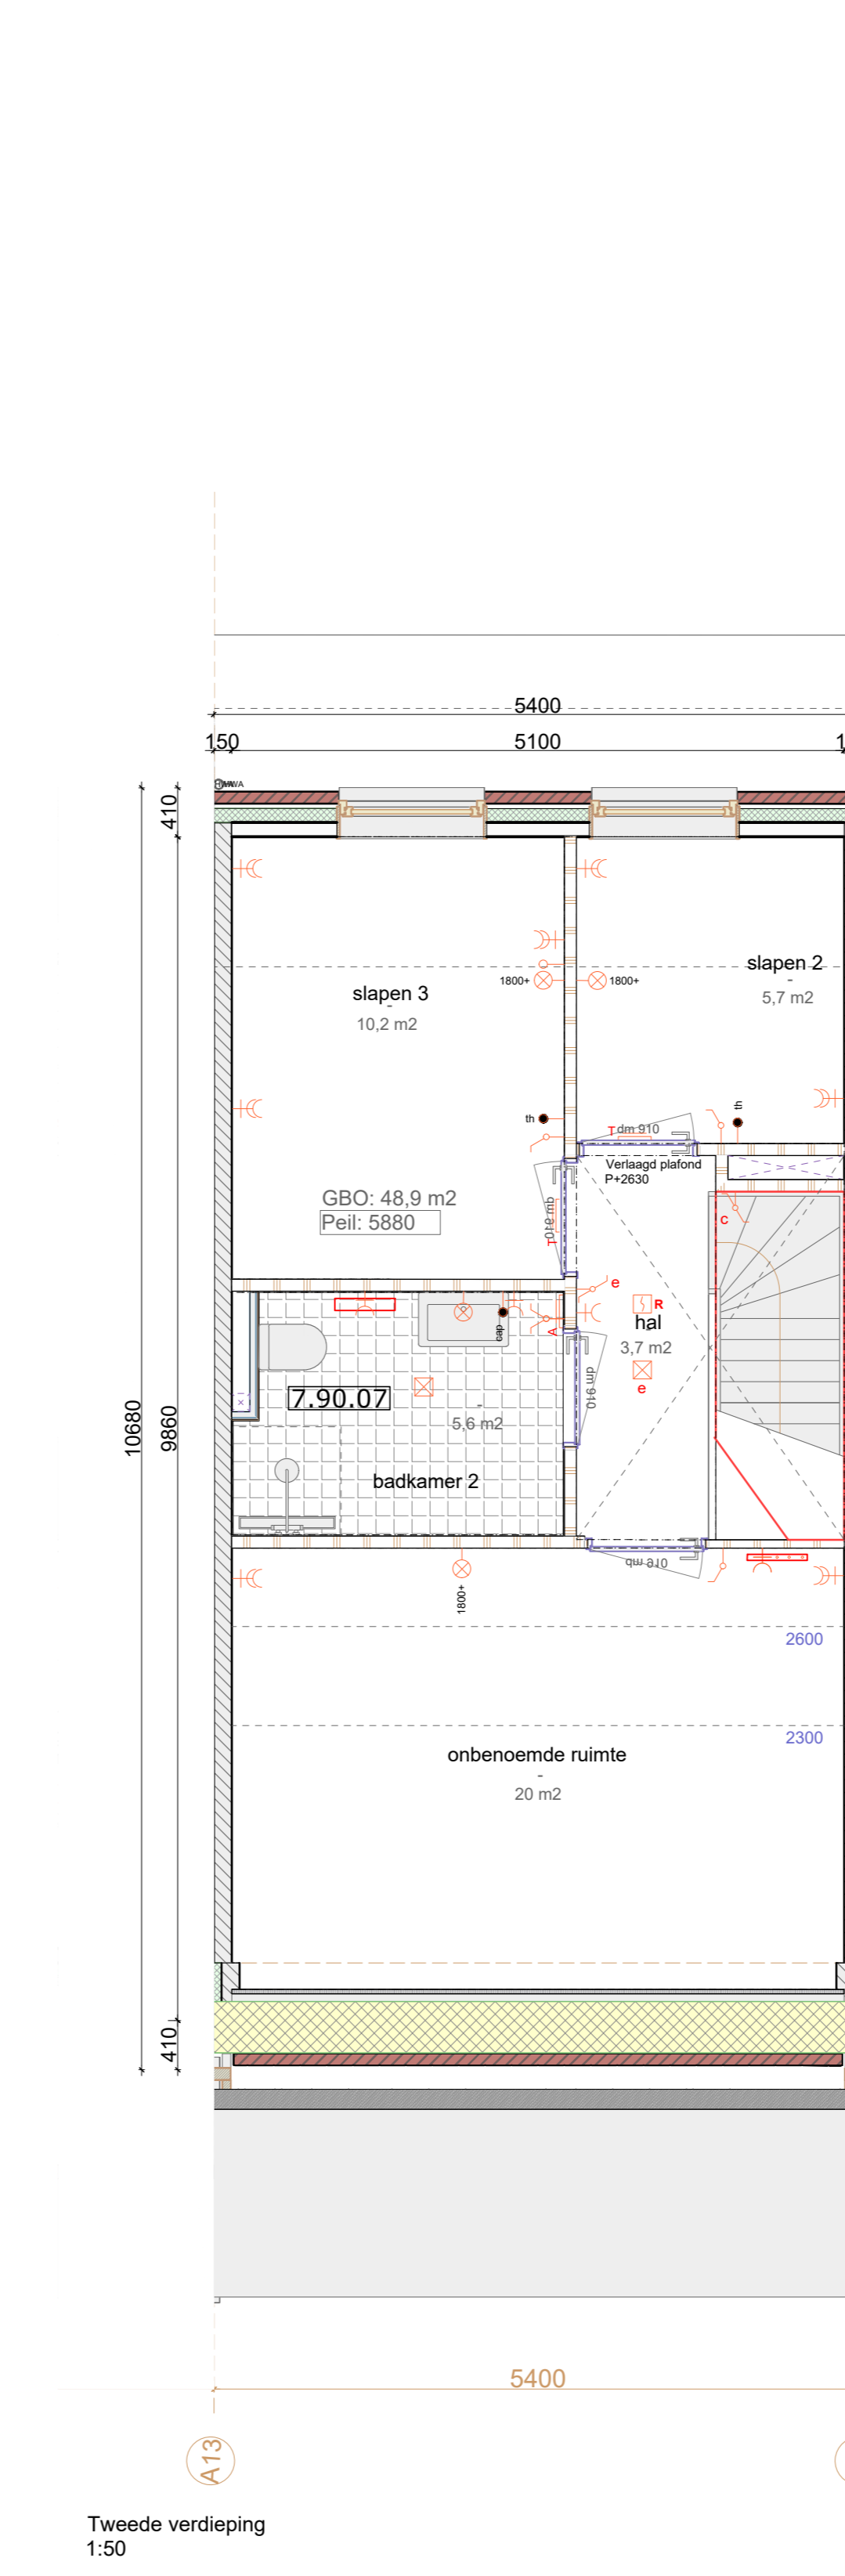 5400
150
5100
1
HWA
410
slapen 2
-
5,7 m2
slapen 3
-
10,2 m2
1800+
1800+
th
th
T
dm 910
Verlaagd plafond
P+2630
GBO: 48,9 m2
Peil: 5880
dm 910
T
c
e
R
hal
3,7 m2
e
cap
A
dm 910
7.90.07
-
5,6 m2
badkamer 2
10680
9860
dm 910
1800+
2600
2300
onbenoemde ruimte
-
20 m2
410
5400
A13
Tweede verdieping
1:50